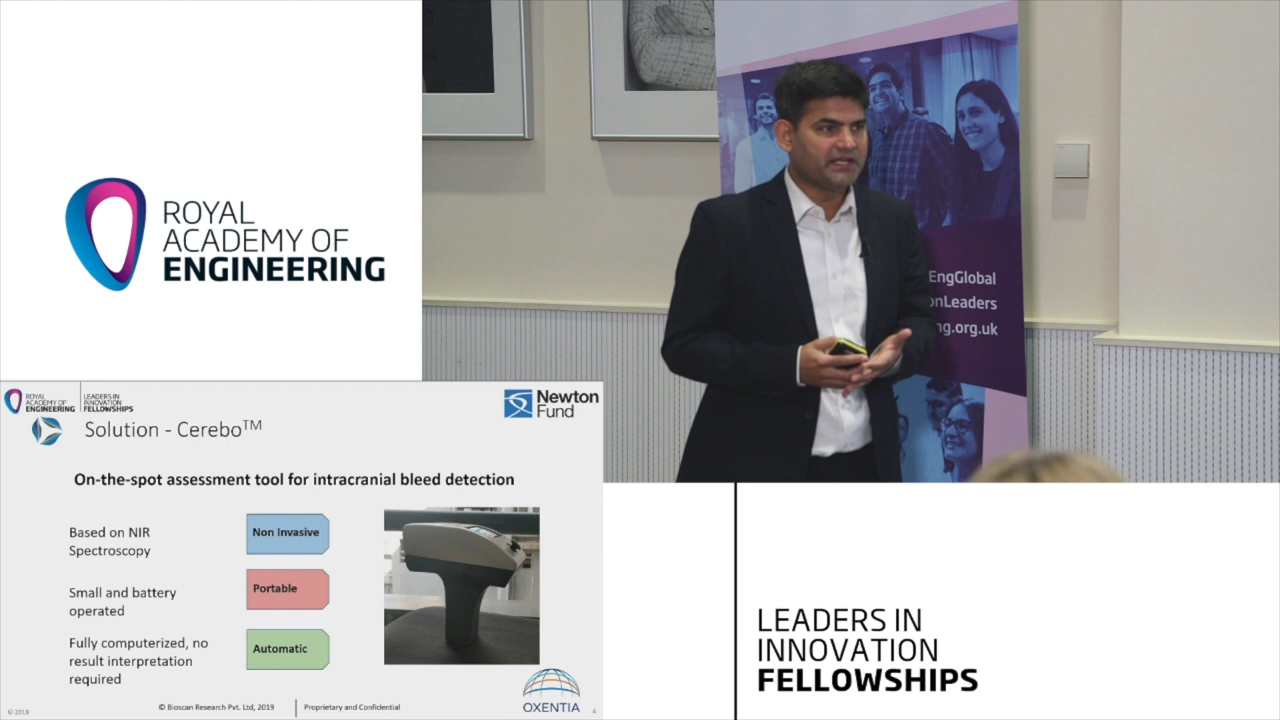 ROYAL
ACADEMY OF
ENGINEERING
EngGlobal
onLeaders
ng.org.uk
ROYAL
ACADEMY OF
ENGINEERING
LEADERS IN
INNOVATION
FELLOWSHIPS
Newton
Fund
Solution - Cerebo™
On-the-spot assessment tool for intracranial bleed detection
Based on NIR
Spectroscopy
Non Invasive
Small and battery
operated
Portable
Fully computerized, no
result interpretation
required
Automatic
OXENTIA
© 2019
© Bioscan Research Pvt. Ltd, 2019
Proprietary and Confidential
4
LEADERS IN
INNOVATION
FELLOWSHIPS